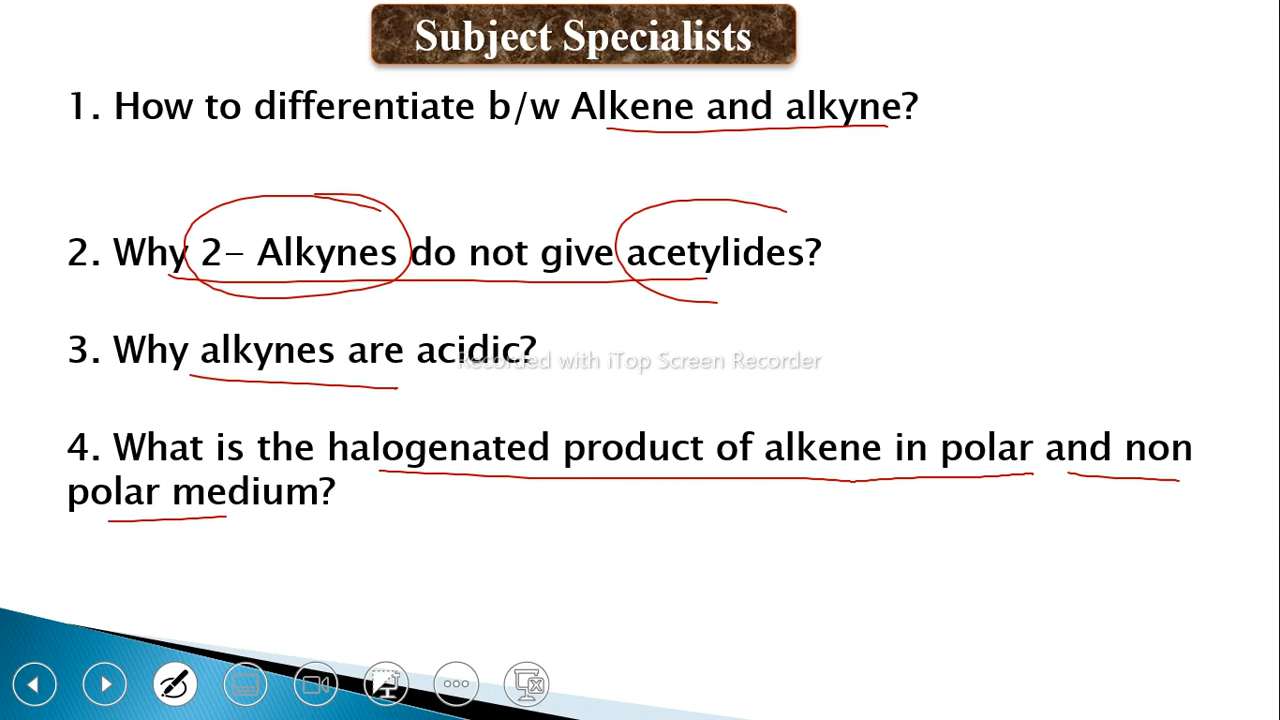 Subject Specialists
1. How to differentiate b/w Alkene and alkyne?
2. Why 2- Alkynes do not give acetylides?
3. Why alkynes are acidic?
Recorded with iTop Screen Recorder
4. What is the halogenated product of alkene in polar and non
polar medium?